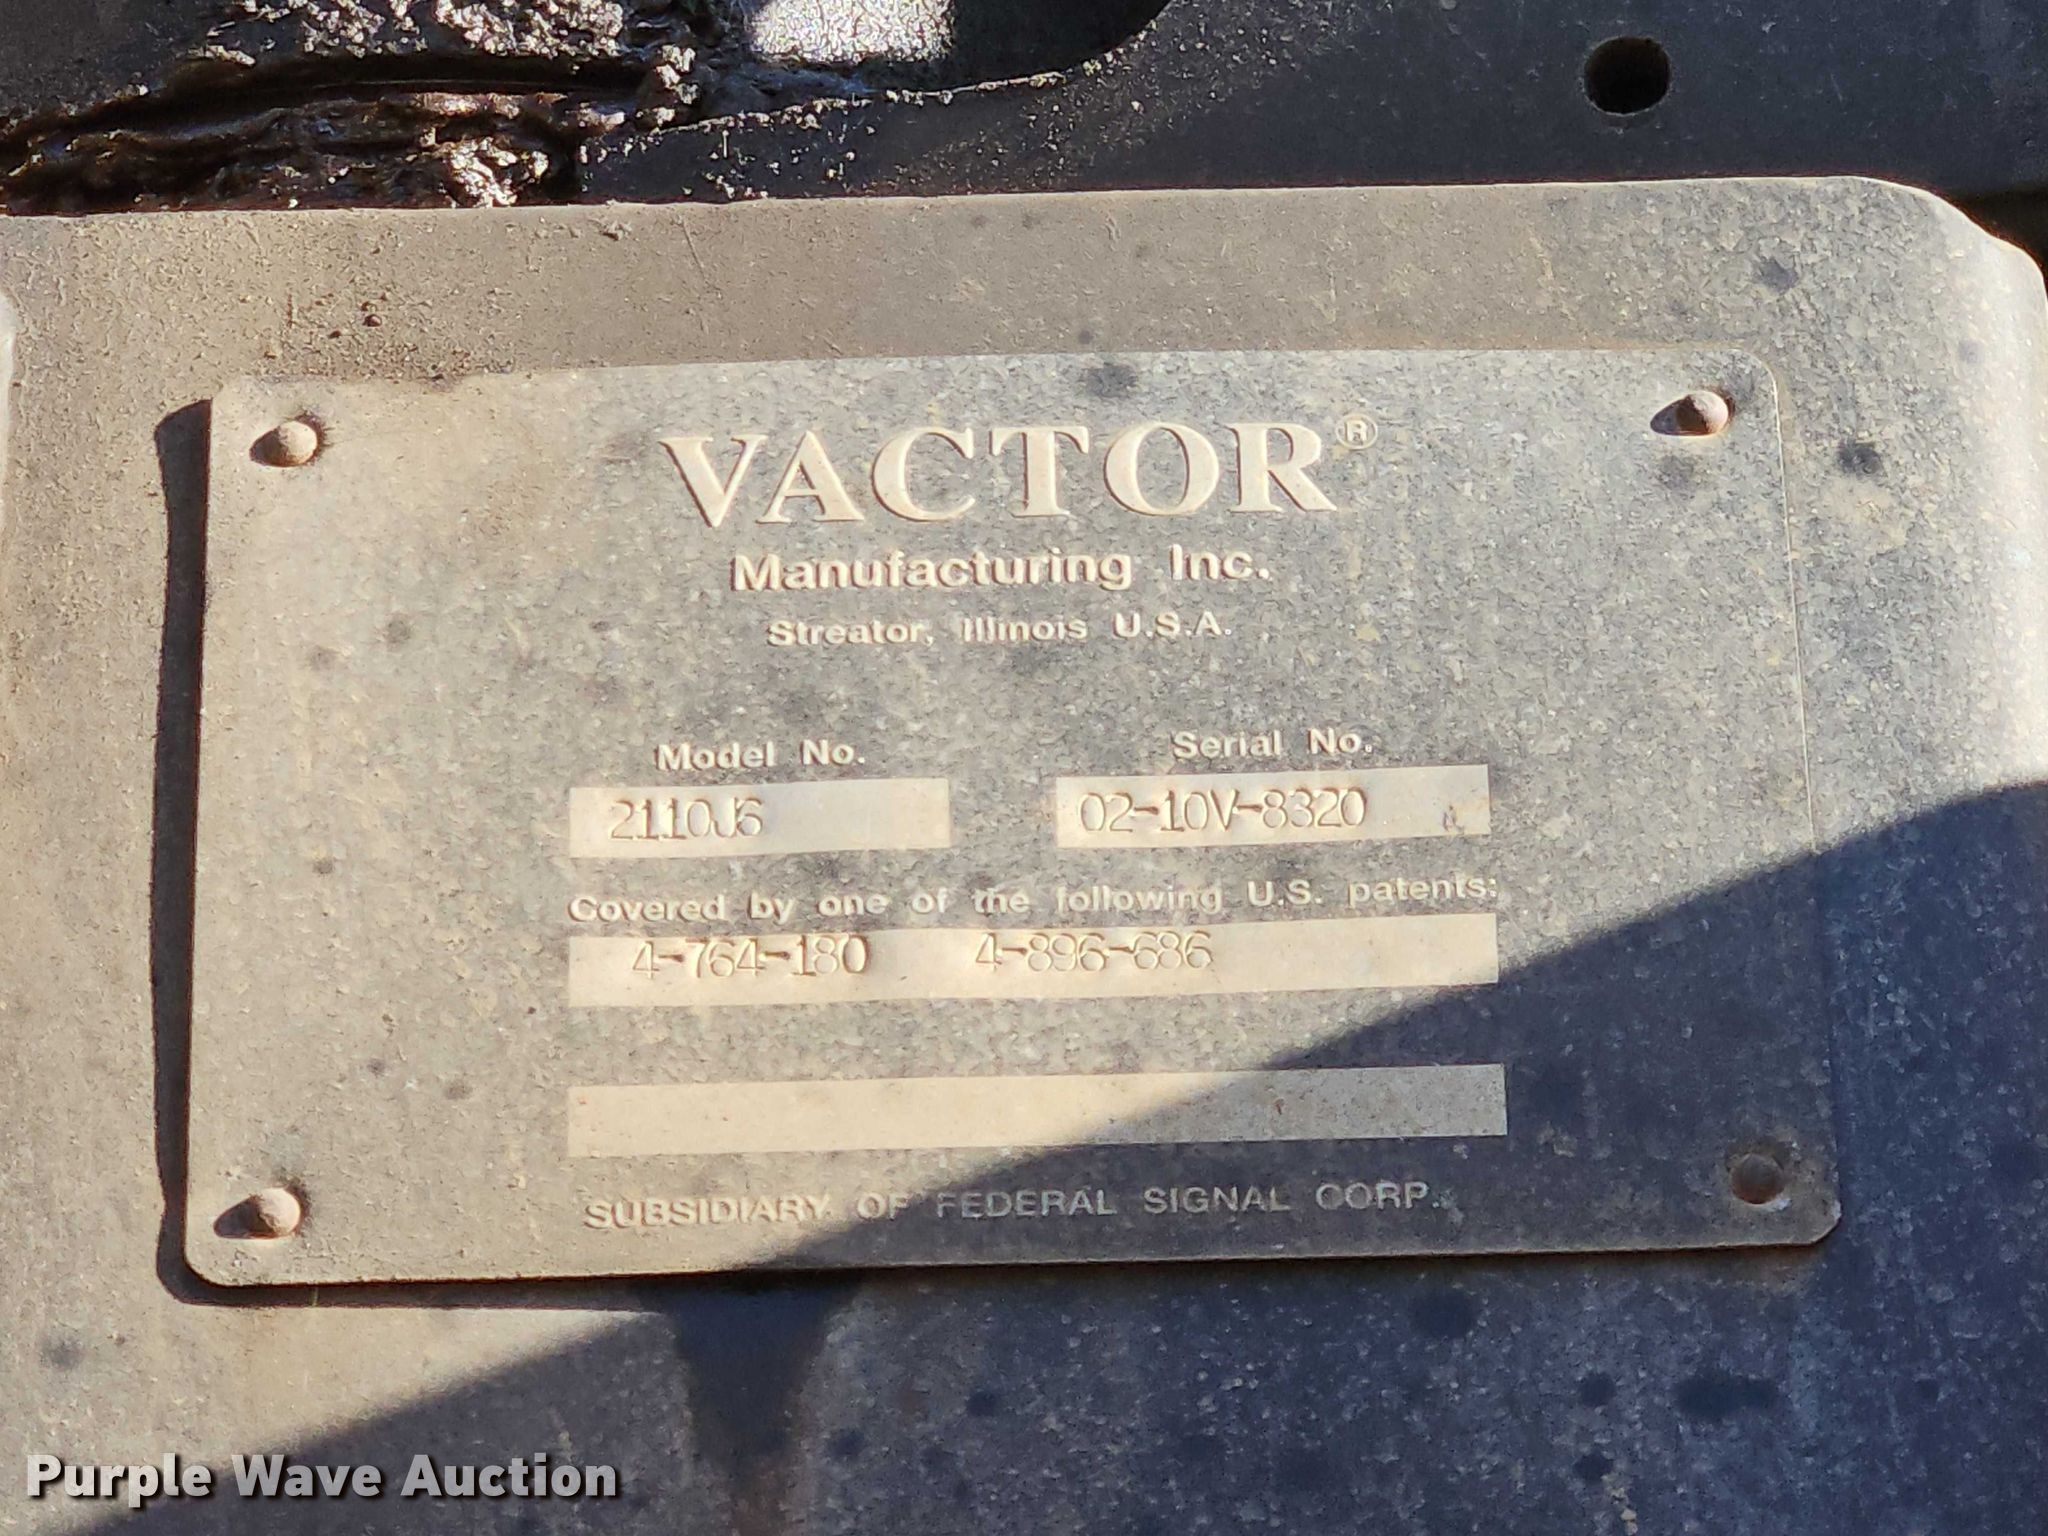 VACTOR®
Manufacturing Inc.
Streator, Illinois U.S.A.
Model No. Serial No.
2110J6 02-10V-8320
Covered by one of the following U.S. patents:
4-764-180 4-896-686
SUBSIDIARY OF FEDERAL SIGNAL CORP.
Purple Wave Auction